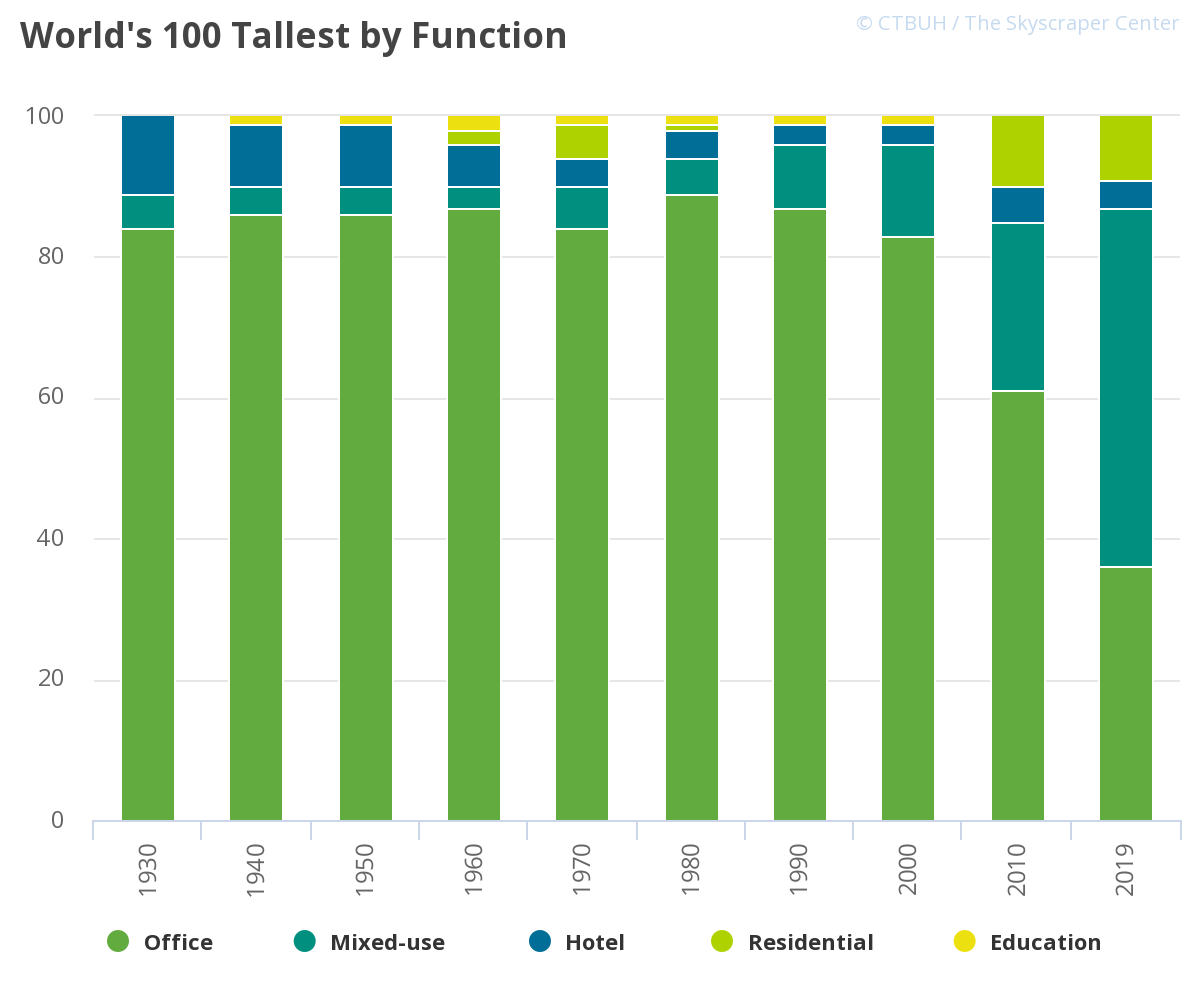 World's 100 Tallest by Function
© CTBUH / The Skyscraper Center
100
80
60
40
20
0
1930
1940
1950
1960
1970
1980
1990
2000
2010
2019
Office
Mixed-use
Hotel
Residential
Education